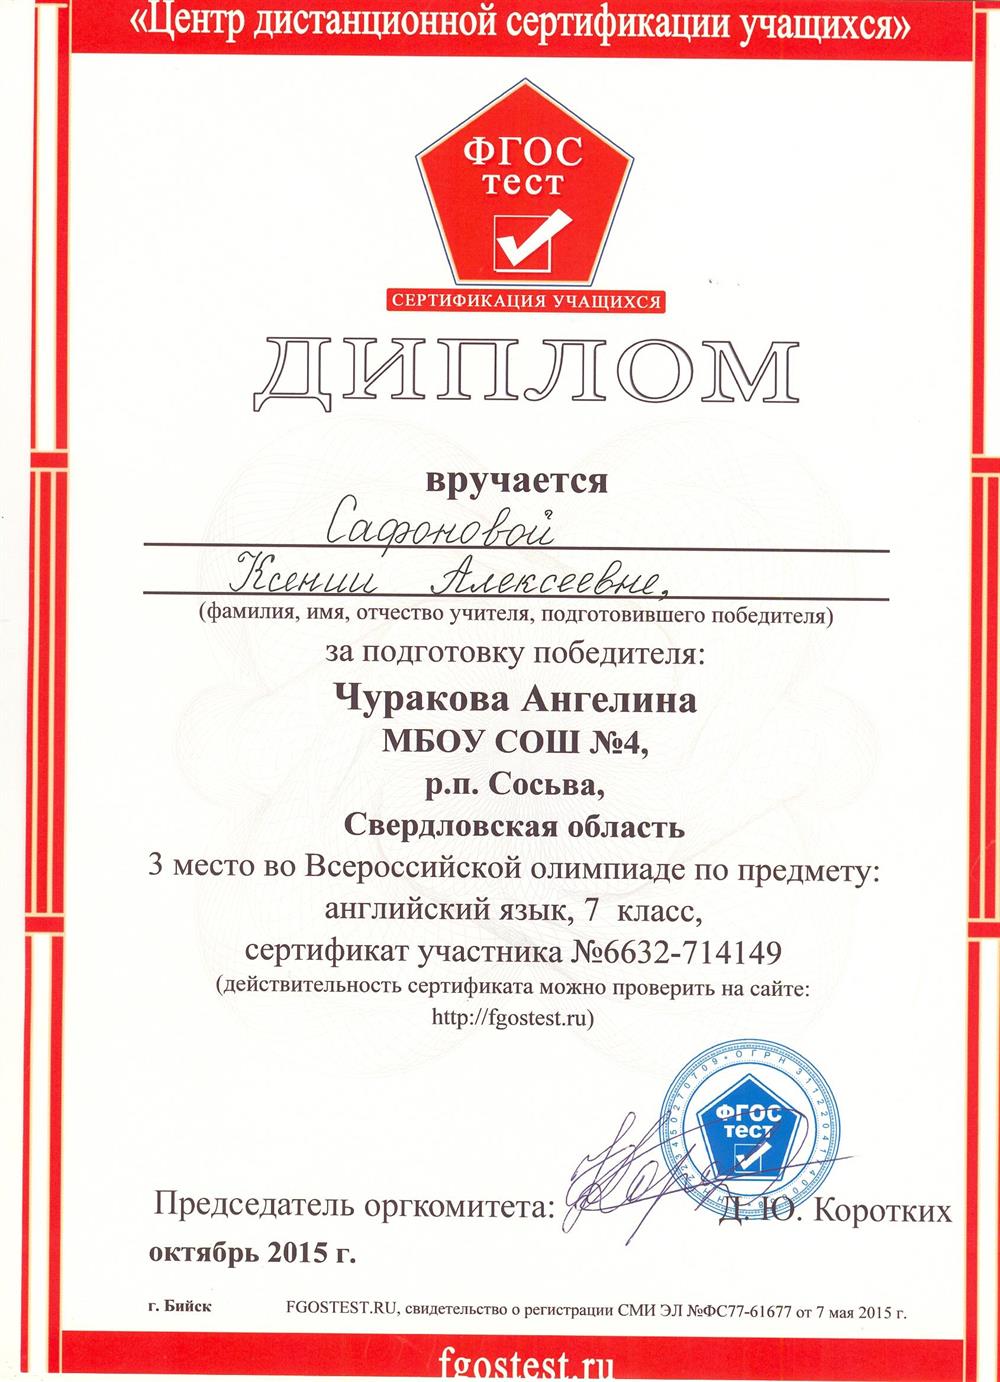 «Центр дистанционной сертификации учащихся»
ФГОС
тест
СЕРТИФИКАЦИЯ УЧАЩИХСЯ
ДИПЛОМ
вручается
Сафоновой
Ксении Алексеевне,
(фамилия, имя, отчество учителя, подготовившего победителя)
за подготовку победителя:
Чуракова Ангелина
МБОУ СОШ №4,
р.п. Сосьва,
Свердловская область
3 место во Всероссийской олимпиаде по предмету:
английский язык, 7 класс,
сертификат участника №6632-714149
(действительность сертификата можно проверить на сайте:
http://fgostest.ru)
ОГРН
ФГОС
тест
Председатель оргкомитета:
Д. Ю. Коротких
октябрь 2015 г.
г. Бийск
FGOSTEST.RU, свидетельство о регистрации СМИ ЭЛ №ФС77-61677 от 7 мая 2015 г.
fgostest.ru